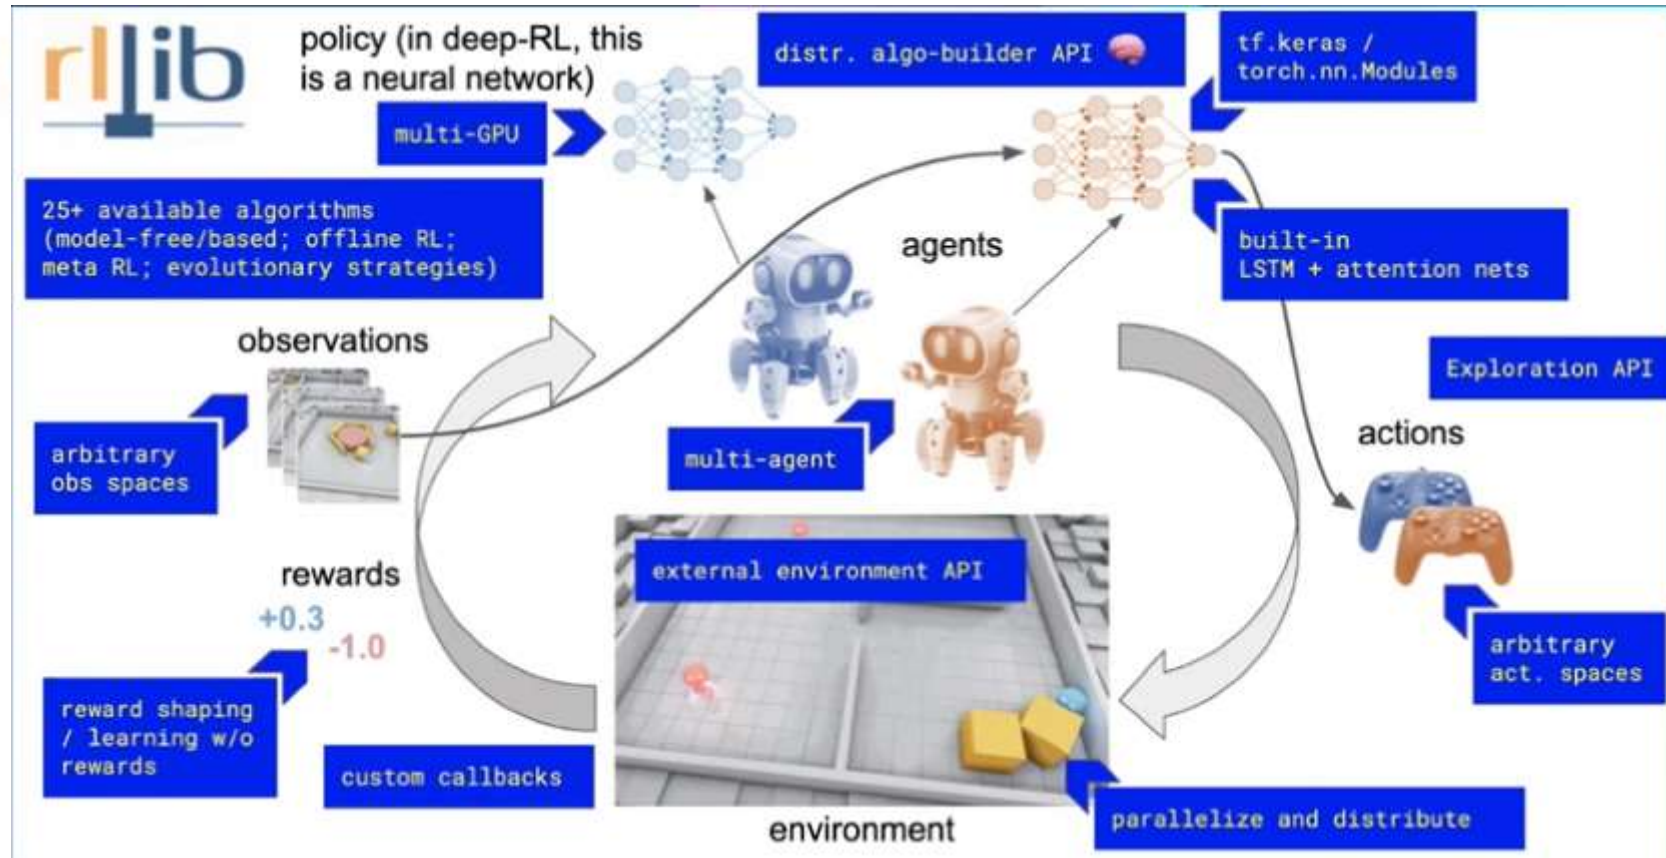 rllib
policy (in deep-RL, this
is a neural network)
distr. algo-builder API
tf.keras /
torch.nn.Modules
multi-GPU
25+ available algorithms
(model-free/based; offline RL;
meta RL; evolutionary strategies)
agents
built-in
LSTM + attention nets
observations
Exploration API
arbitrary
obs spaces
multi-agent
actions
external environment API
rewards
+0.3
-1.0
arbitrary
act. spaces
reward shaping
/ learning w/o
rewards
custom callbacks
parallelize and distribute
environment